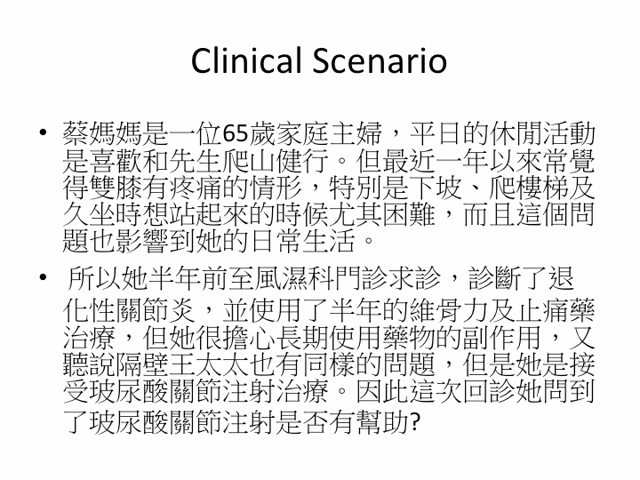 Clinical Scenario
• 蔡媽媽是一位65歲家庭主婦，平日的休閒活動
是喜歡和先生爬山健行。但最近一年以來常覺
得雙膝有疼痛的情形，特別是下坡、爬樓梯及
久坐時想站起來的時候尤其困難，而且這個問
題也影響到她的日常生活。
• 所以她半年前至風濕科門診求診，診斷了退
化性關節炎，並使用了半年的維骨力及止痛藥
治療，但她很擔心長期使用藥物的副作用，又
聽說隔壁王太太也有同樣的問題，但是她是接
受玻尿酸關節注射治療。因此這次回診她問到
了玻尿酸關節注射是否有幫助?